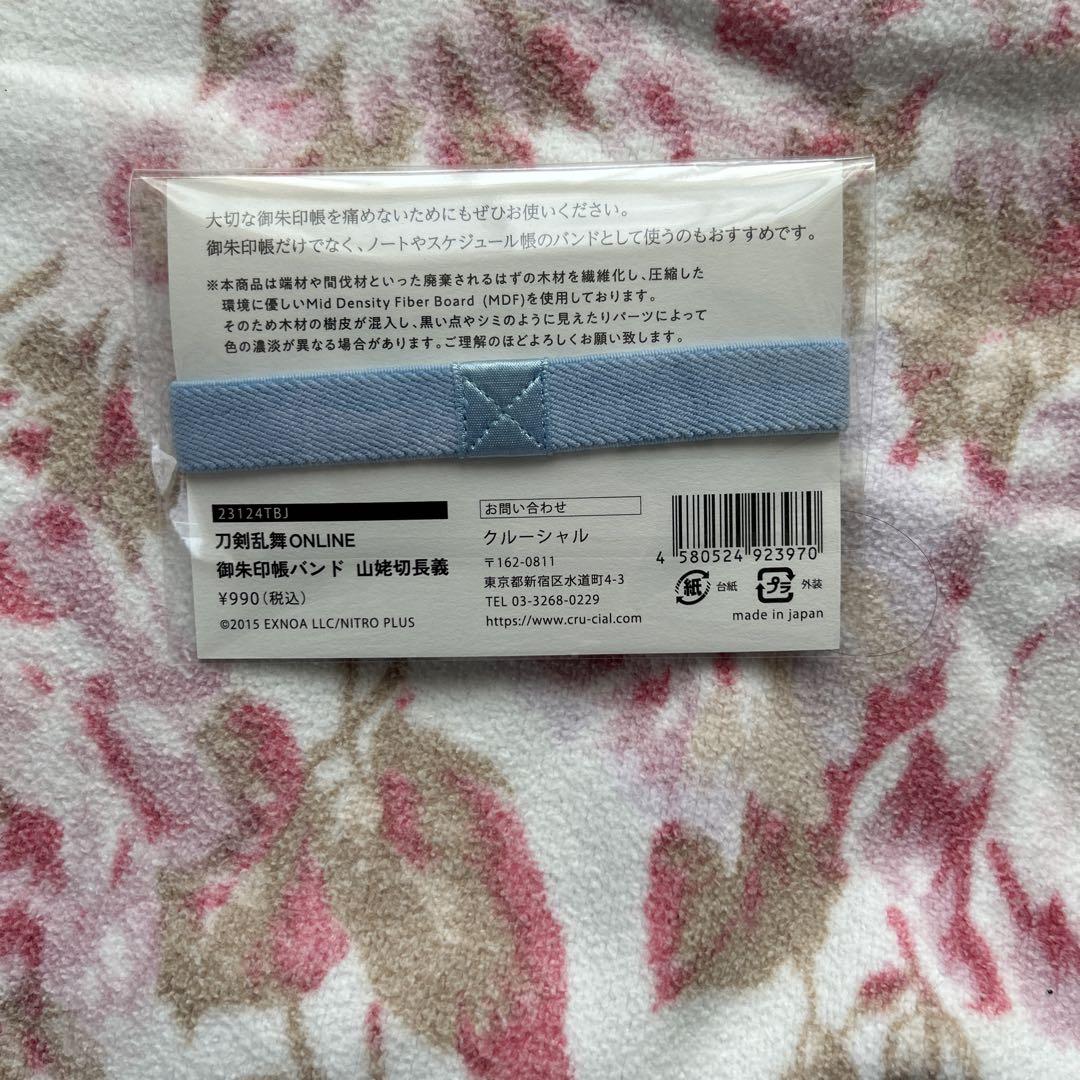 大切な御朱印帳を痛めないためにもぜひお使いください。
御朱印帳だけでなく、ノートやスケジュール帳のバンドとして使うのもおすすめです。
※本商品は端材や間伐材といった廃棄されるはずの木材を繊維化し、圧縮した
環境に優しいMid Density Fiber Board (MDF)を使用しております。
そのため木材の樹皮が混入し、黒い点やシミのように見えたりパーツによって
色の濃淡が異なる場合があります。ご理解のほどよろしくお願い致します。
23124TBJ
刀剣乱舞ONLINE
御朱印帳バンド 山姥切長義
¥990(税込)
©2015 EXNOA LLC/NITRO PLUS
お問い合わせ
クルーシャル
〒162-0811
東京都新宿区水道町4-3
TEL 03-3268-0229
https://www.cru-cial.com
4 580524 923970
紙 台紙 プラ 外装
made in japan